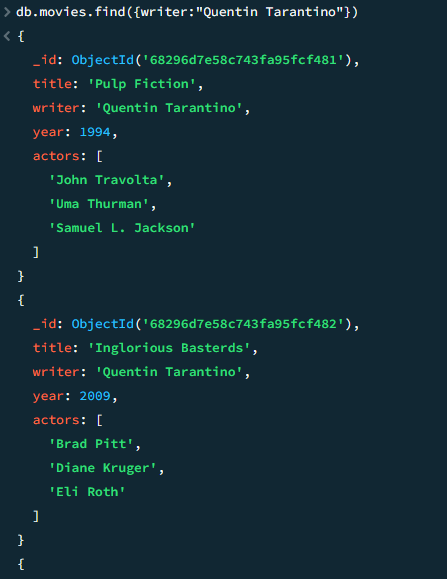 > db.movies.find({writer:"Quentin Tarantino"})
< {
_id: ObjectId('68296d7e58c743fa95fcf481'),
title: 'Pulp Fiction',
writer: 'Quentin Tarantino',
year: 1994,
actors: [
'John Travolta',
'Uma Thurman',
'Samuel L. Jackson'
]
}
{
_id: ObjectId('68296d7e58c743fa95fcf482'),
title: 'Inglorious Basterds',
writer: 'Quentin Tarantino',
year: 2009,
actors: [
'Brad Pitt',
'Diane Kruger',
'Eli Roth'
]
}
{